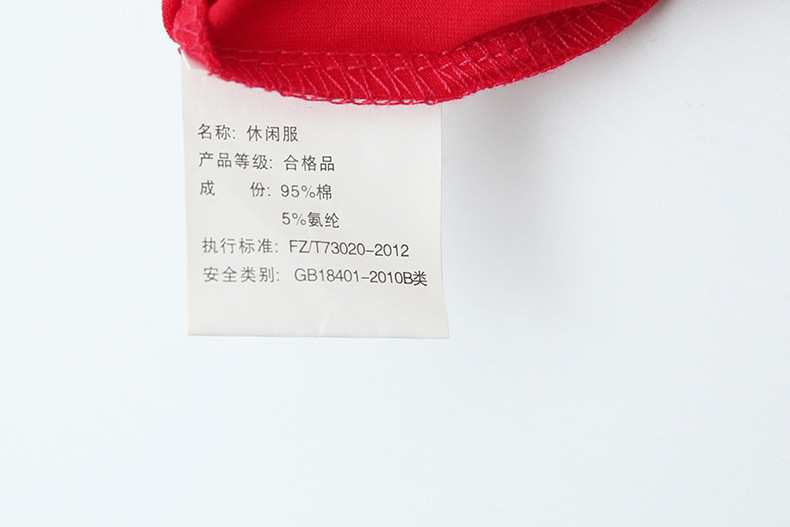 名称: 休闲服
产品等级: 合格品
成 份: 95%棉
5%氨纶
执行标准: FZ/T73020-2012
安全类别: GB18401-2010B类